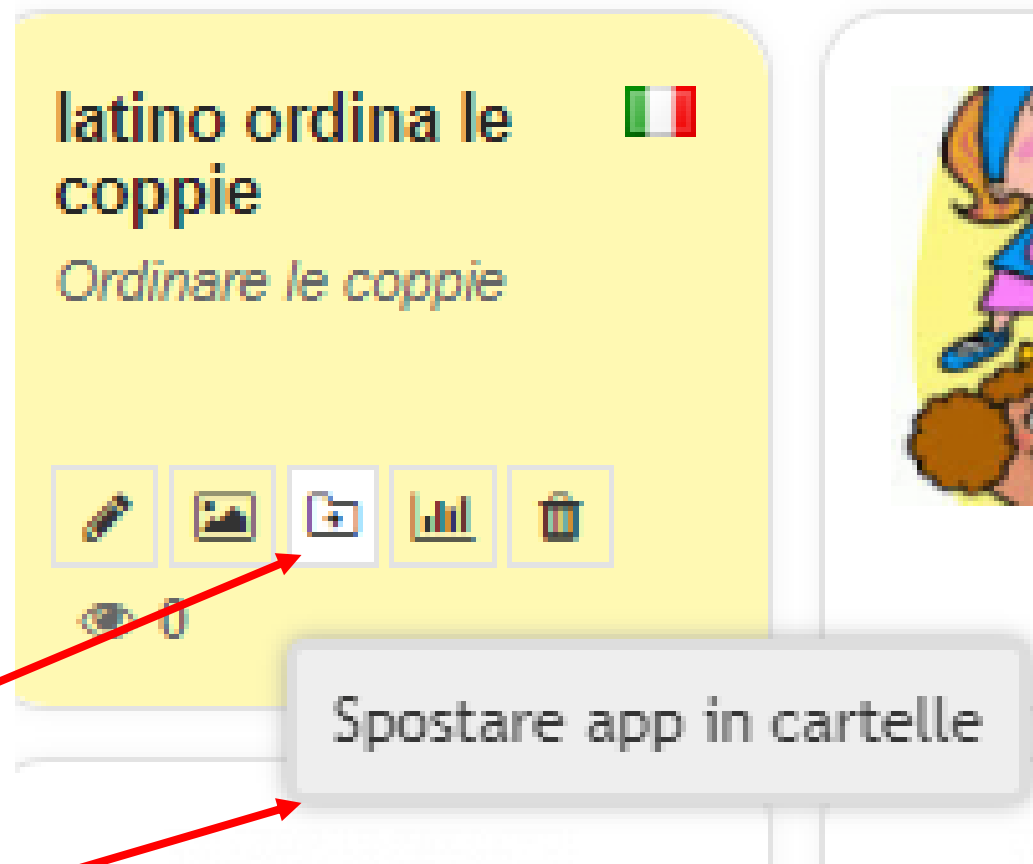 latino ordina le
coppie
Ordinare le coppie
0
Spostare app in cartelle